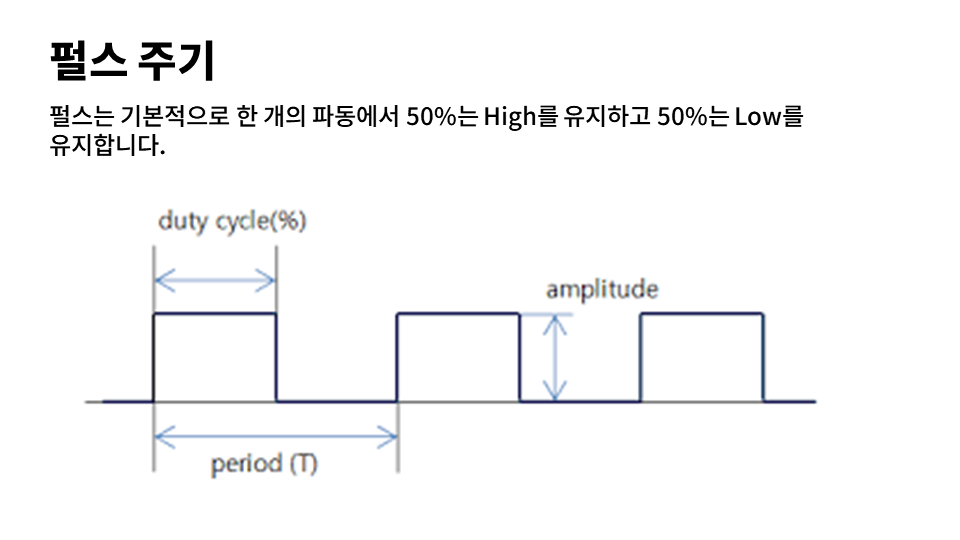 펄스 주기
펄스는 기본적으로 한 개의 파동에서 50%는 High를 유지하고 50%는 Low를
유지합니다.
duty cycle(%)
amplitude
period (T)